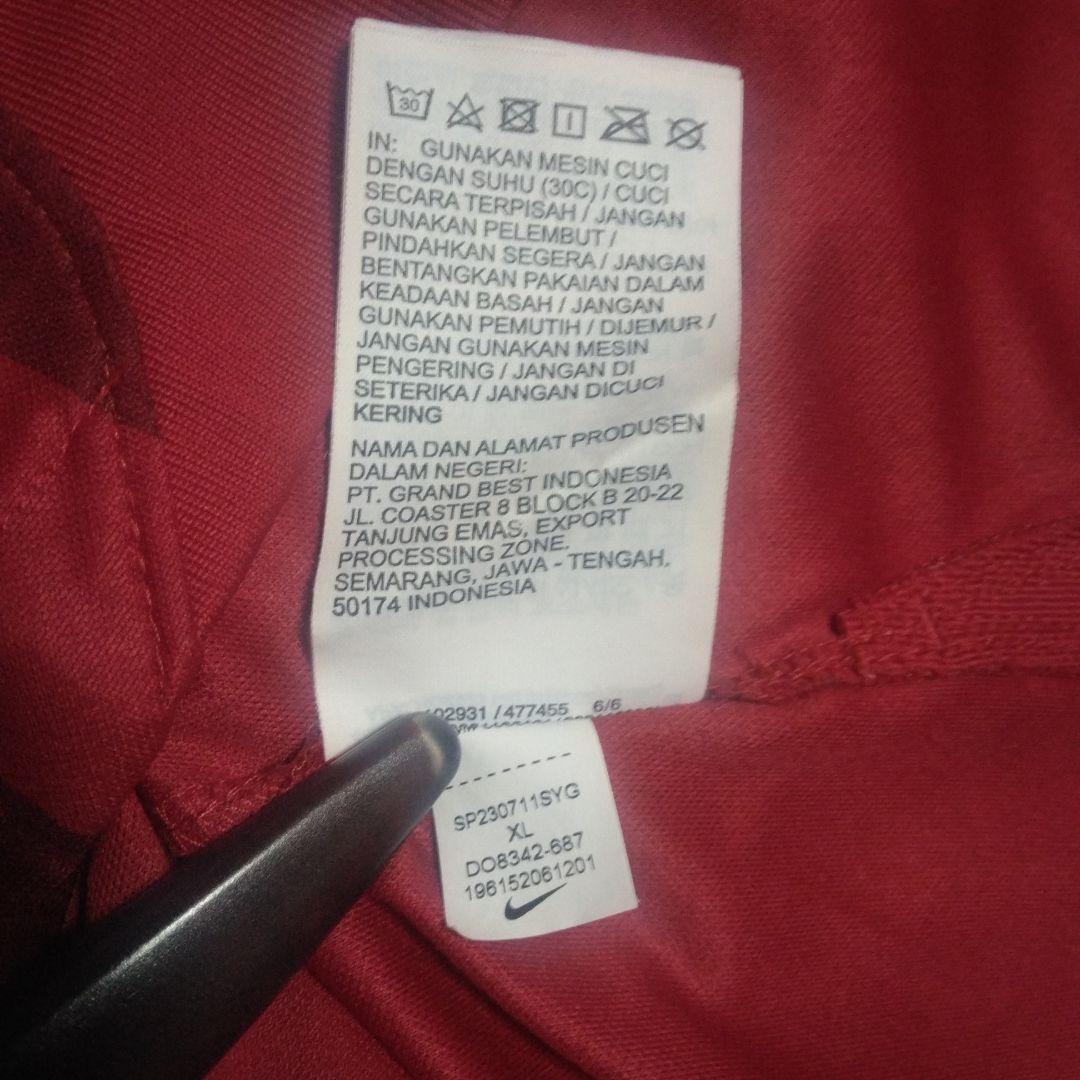 30
IN: GUNAKAN MESIN CUCI
DENGAN SUHU (30C) / CUCI
SECARA TERPISAH / JANGAN
GUNAKAN PELEMBUT /
PINDAHKAN SEGERA / JANGAN
BENTANGKAN PAKAIAN DALAM
KEADAAN BASAH / JANGAN
GUNAKAN PEMUTIH / DIJEMUR /
JANGAN GUNAKAN MESIN
PENGERING / JANGAN DI
SETERIKA / JANGAN DICUCI
KERING
NAMA DAN ALAMAT PRODUSEN
DALAM NEGERI:
PT. GRAND BEST INDONESIA
JL. COASTER 8 BLOCK B 20-22
TANJUNG EMAS, EXPORT
PROCESSING ZONE.
SEMARANG, JAWA - TENGAH.
50174 INDONESIA
/ 477455 6/6
SP230711SYG
XL
DO8342-687
196152061201